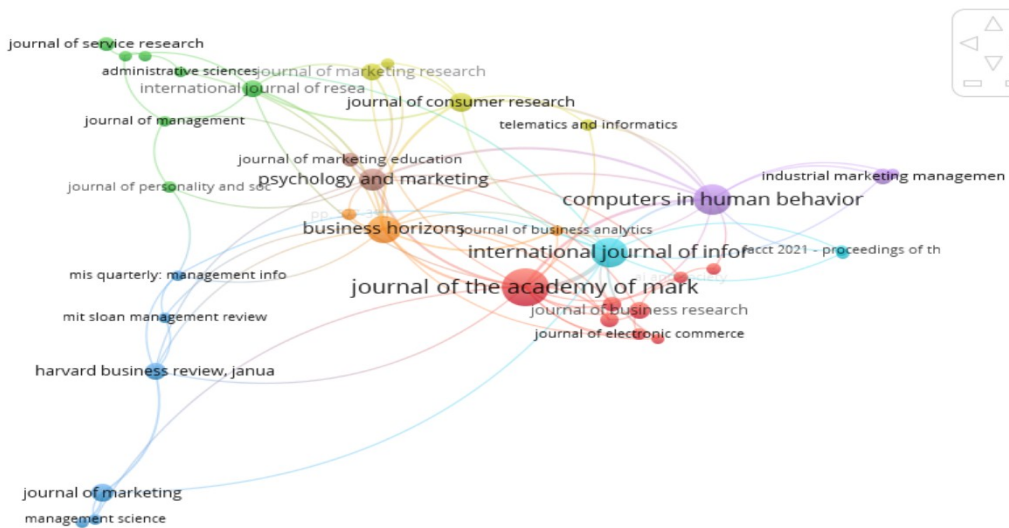 journal of service research
administrative sciences
journal of marketing research
international journal of resea
journal of consumer research
journal of management
telematics and informatics
journal of marketing education
psychology and marketing
journal of personality and soc
industrial marketing managemen
computers in human behavior
business horizons
journal of business analytics
international journal of infor
facct 2021 - proceedings of th
mis quarterly: management info
journal of the academy of mark
mit sloan management review
journal of business research
journal of electronic commerce
harvard business review, janua
journal of marketing
management science